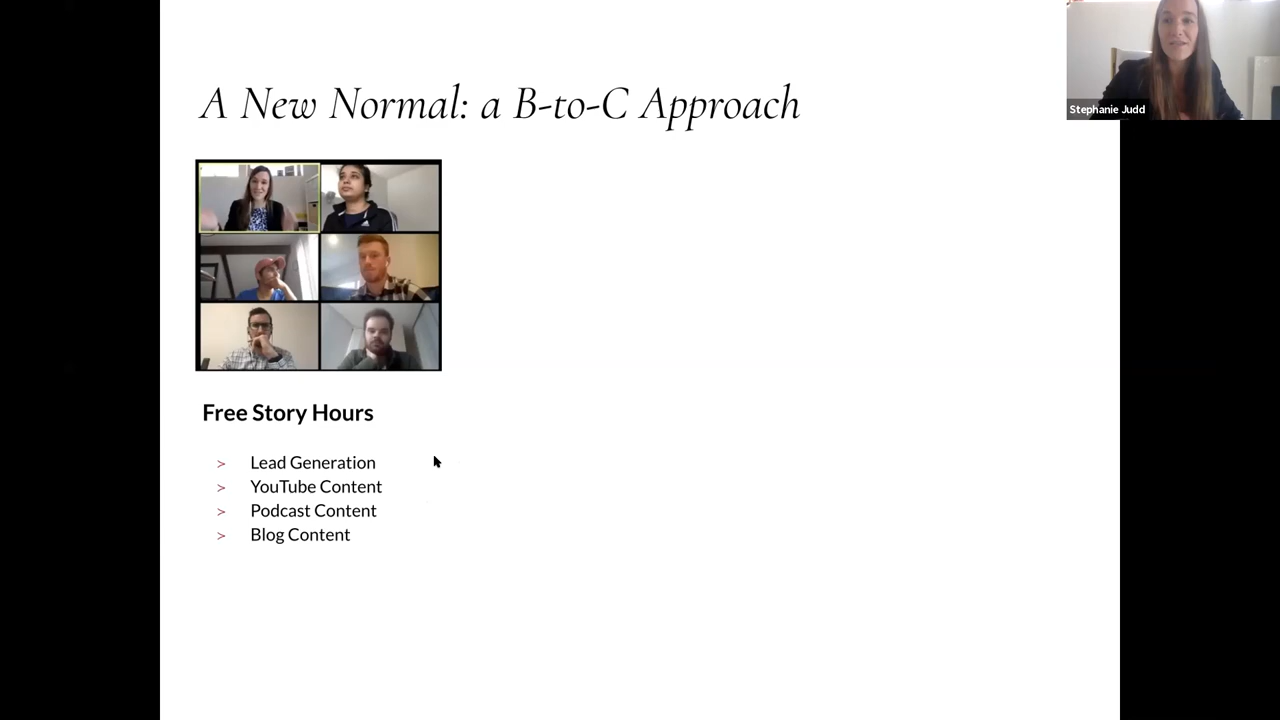 A New Normal: a B-to-C Approach
Stephanie Judd
Free Story Hours
> Lead Generation
> YouTube Content
> Podcast Content
> Blog Content